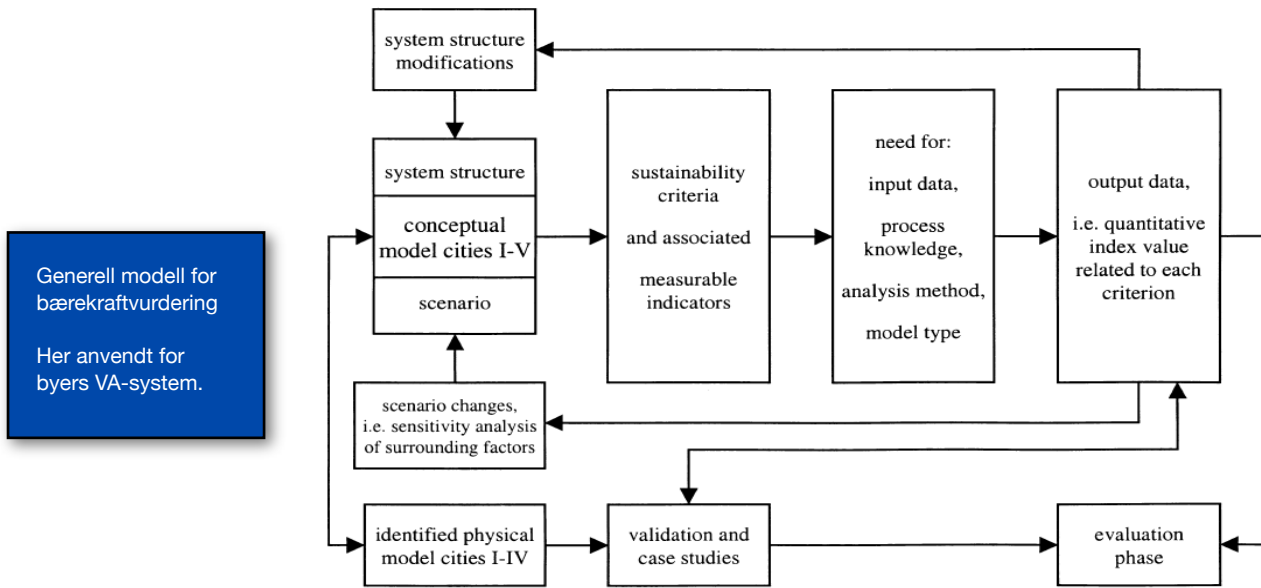 Generell modell for
bærekraftvurdering
Her anvendt for
byers VA-system.
system structure
modifications
system structure
conceptual
model cities I-V
scenario
scenario changes,
i.e. sensitivity analysis
of surrounding factors
identified physical
model cities I-IV
sustainability
criteria
and associated
measurable
indicators
need for:
input data,
process
knowledge,
analysis method,
model type
output data,
i.e. quantitative
index value
related to each
criterion
validation and
case studies
evaluation
phase